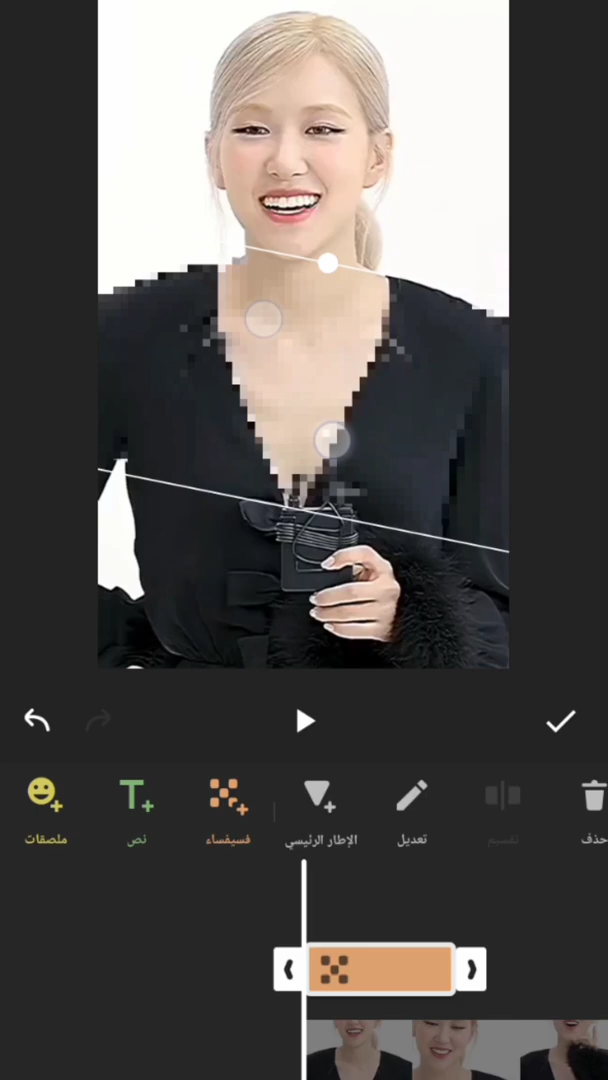 ملصقات
نص
فسيفساء
الإطار الرئيسي
تعديل
تقسيم
حذف